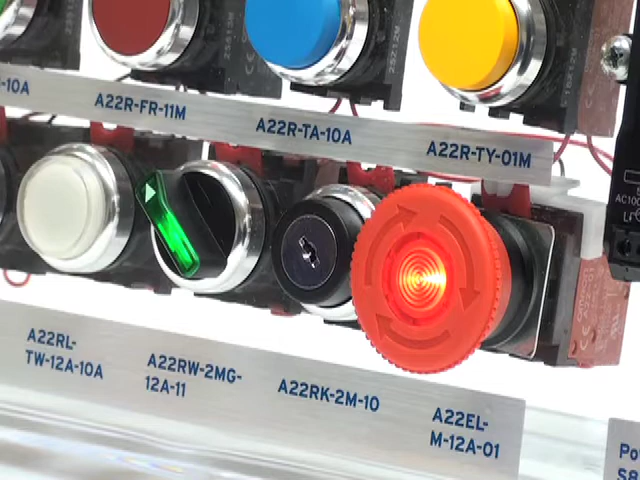 -10A
A22R-FR-11M
A22R-TA-10A
A22R-TY-01M
A22RL-
TW-12A-10A
A22RW-2MG-
12A-11
A22RK-2M-10
A22EL-
M-12A-01
AC100